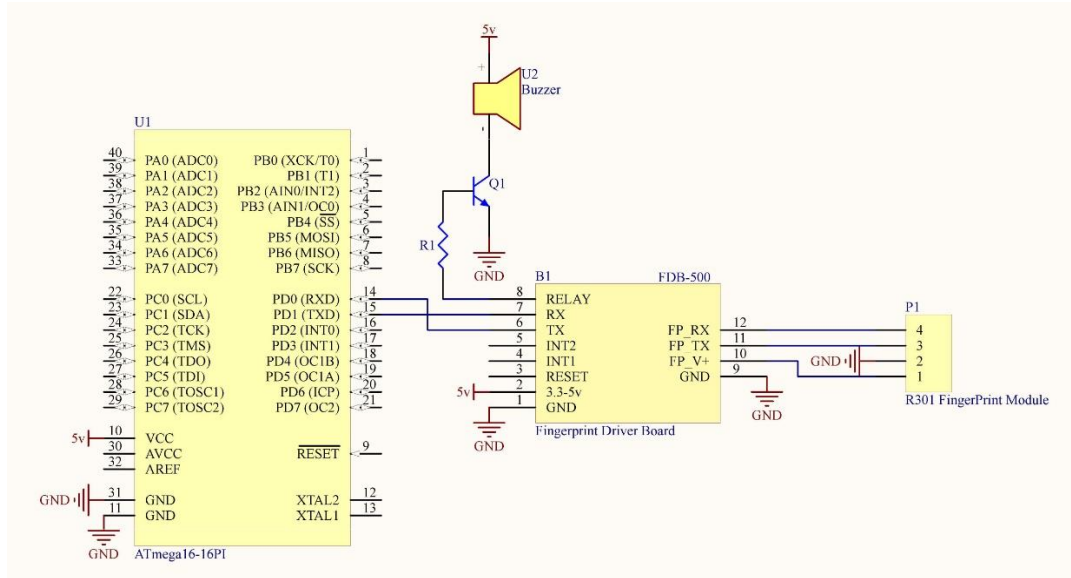 5v
+
U2
Buzzer
-
Q1
R1
GND
U1
40 PA0 (ADC0) PB0 (XCK/T0) 1
39 PA1 (ADC1) PB1 (T1) 2
38 PA2 (ADC2) PB2 (AIN0/INT2) 3
37 PA3 (ADC3) PB3 (AIN1/OC0) 4
36 PA4 (ADC4) PB4 (SS) 5
35 PA5 (ADC5) PB5 (MOSI) 6
34 PA6 (ADC6) PB6 (MISO) 7
33 PA7 (ADC7) PB7 (SCK) 8
22 PC0 (SCL) PD0 (RXD) 14
23 PC1 (SDA) PD1 (TXD) 15
24 PC2 (TCK) PD2 (INT0) 16
25 PC3 (TMS) PD3 (INT1) 17
26 PC4 (TDO) PD4 (OC1B) 18
27 PC5 (TDI) PD5 (OC1A) 19
28 PC6 (TOSC1) PD6 (ICP) 20
29 PC7 (TOSC2) PD7 (OC2) 21
5v 10 VCC
30 AVCC RESET 9
32 AREF
GND 31 GND XTAL2 12
11 GND XTAL1 13
GND
ATmega16-16PI
B1 FDB-500
8 RELAY
7 RX
6 TX FP_RX 12
5 INT2 FP_TX 11
4 INT1 FP_V+ 10
3 RESET GND 9
5v 2 3.3-5v
1 GND
GND
GND
Fingerprint Driver Board
P1
4
3
GND 2
1
R301 FingerPrint Module